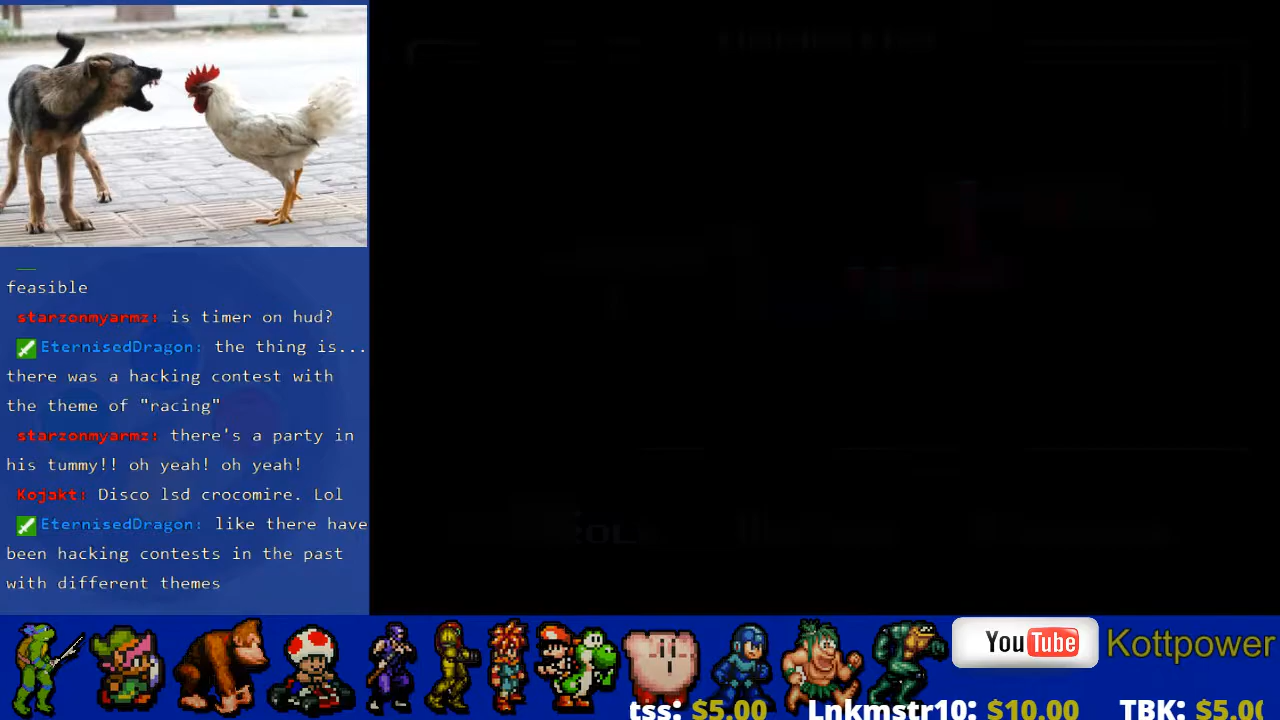 feasible
starzonmyarmz: is timer on hud?
EternisedDragon: the thing is...
there was a hacking contest with
the theme of "racing"
starzonmyarmz: there's a party in
his tummy!! oh yeah! oh yeah!
Kojakt: Disco lsd crocomire. Lol
EternisedDragon: like there have
been hacking contests in the past
with different themes
YouTube Kottpower
tss: $5.00 Lnkmstr10: $10.00 TBK: $5.00